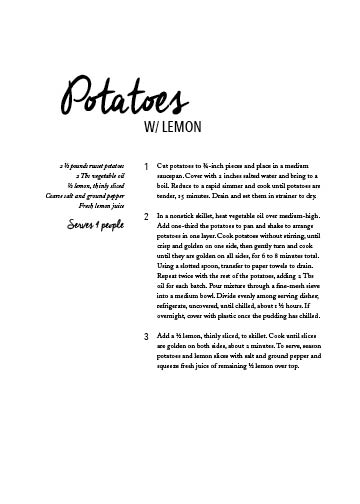 Potatoes
W/ LEMON
2 ½ pounds russet potatoes
2 Tbs vegetable oil
½ lemon, thinly sliced
Coarse salt and ground pepper
Fresh lemon juice
Serves 4 people
1 Cut potatoes to ¾-inch pieces and place in a medium
saucepan. Cover with 2 inches salted water and bring to a
boil. Reduce to a rapid simmer and cook until potatoes are
tender, 15 minutes. Drain and set them in strainer to dry.
2 In a nonstick skillet, heat vegetable oil over medium-high.
Add one-third the potatoes to pan and shake to arrange
potatoes in one layer. Cook potatoes without stirring, until
crisp and golden on one side, then gently turn and cook
until they are golden on all sides, for 6 to 8 minutes total.
Using a slotted spoon, transfer to paper towels to drain.
Repeat twice with the rest of the potatoes, adding 2 Tbs
oil for each batch. Pour mixture through a fine-mesh sieve
into a medium bowl. Divide evenly among serving dishes,
refrigerate, uncovered, until chilled, about 1 ½ hours. If
overnight, cover with plastic once the pudding has chilled.
3 Add a ½ lemon, thinly sliced, to skillet. Cook until slices
are golden on both sides, about 2 minutes. To serve, season
potatoes and lemon slices with salt and ground pepper and
squeeze fresh juice of remaining ½ lemon over top.